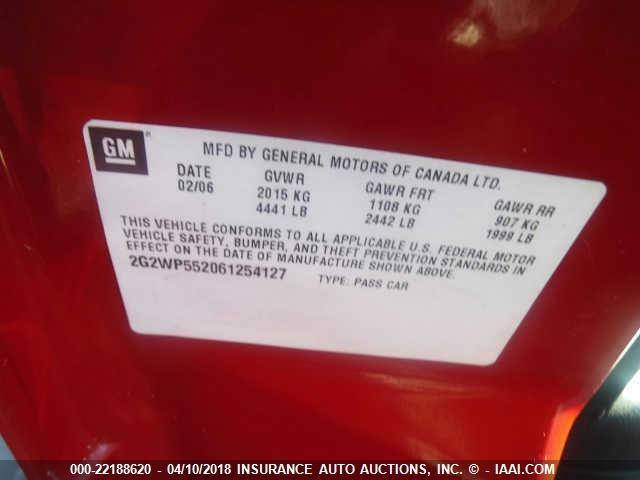 GM
MFD BY GENERAL MOTORS OF CANADA LTD.
DATE GVWR GAWR FRT GAWR RR
02/06 2015 KG 1108 KG 907 KG
4441 LB 2442 LB 1999 LB
THIS VEHICLE CONFORMS TO ALL APPLICABLE U.S. FEDERAL MOTOR
VEHICLE SAFETY, BUMPER, AND THEFT PREVENTION STANDARDS IN
EFFECT ON THE DATE OF MANUFACTURE SHOWN ABOVE.
2G2WP552061254127 TYPE: PASS CAR
000-22188620 - 04/10/2018 INSURANCE AUTO AUCTIONS, INC. - © - IAAI.COM